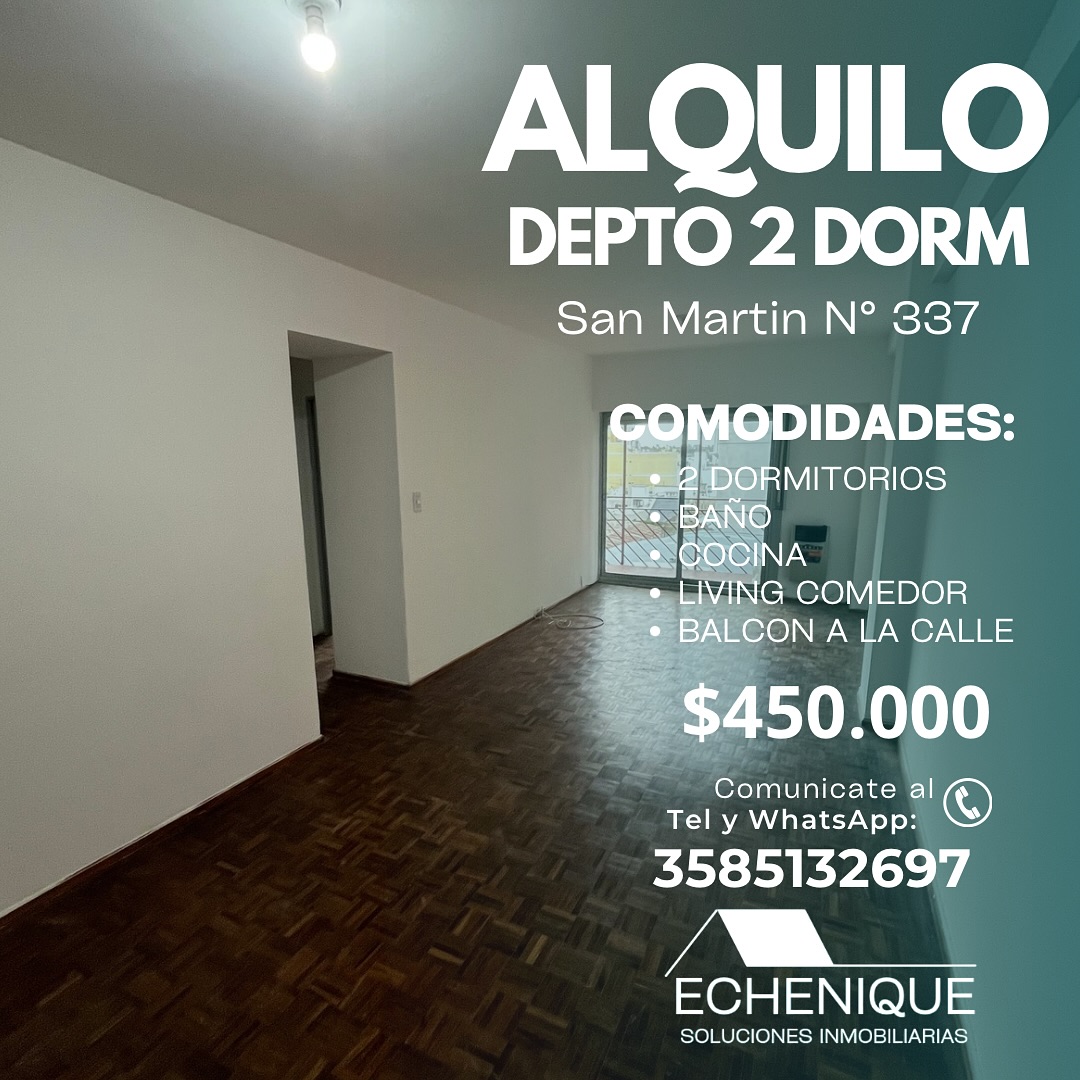 ALQUILO
DEPTO 2 DORM
San Martin N° 337
COMODIDADES:
• 2 DORMITORIOS
• BAÑO
• COCINA
• LIVING COMEDOR
• BALCON A LA CALLE
$450.000
Comunicate al
Tel y WhatsApp:
3585132697
ECHENIQUE
SOLUCIONES INMOBILIARIAS